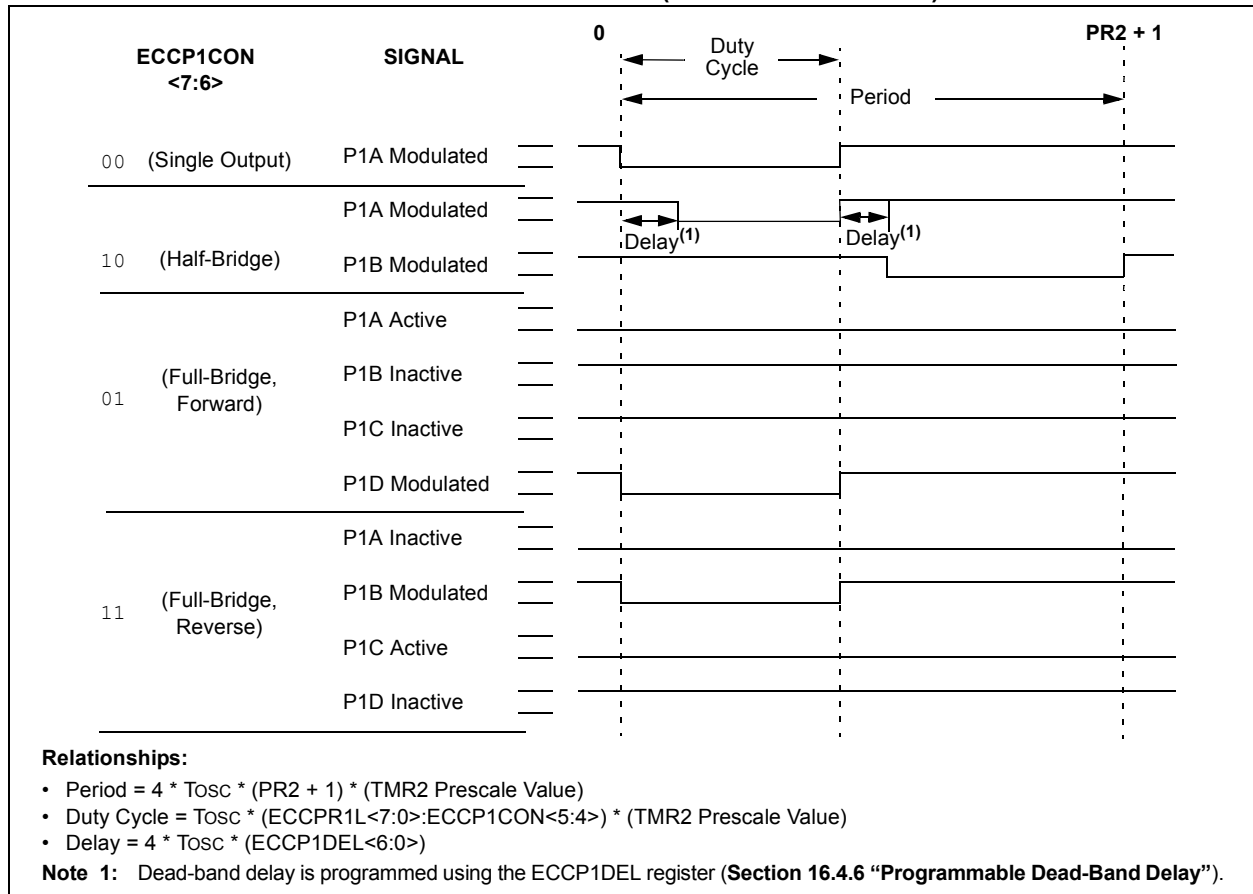 0 Duty Cycle PR2 + 1
ECCP1CON <7:6> SIGNAL
Period
00 (Single Output) P1A Modulated
P1A Modulated
Delay(1) Delay(1)
10 (Half-Bridge) P1B Modulated
P1A Active
01 (Full-Bridge, Forward) P1B Inactive
P1C Inactive
P1D Modulated
P1A Inactive
11 (Full-Bridge, Reverse) P1B Modulated
P1C Active
P1D Inactive
Relationships:
• Period = 4 * TOSC * (PR2 + 1) * (TMR2 Prescale Value)
• Duty Cycle = TOSC * (ECCPR1L<7:0>:ECCP1CON<5:4>) * (TMR2 Prescale Value)
• Delay = 4 * TOSC * (ECCP1DEL<6:0>)
Note 1: Dead-band delay is programmed using the ECCP1DEL register (Section 16.4.6 “Programmable Dead-Band Delay”).